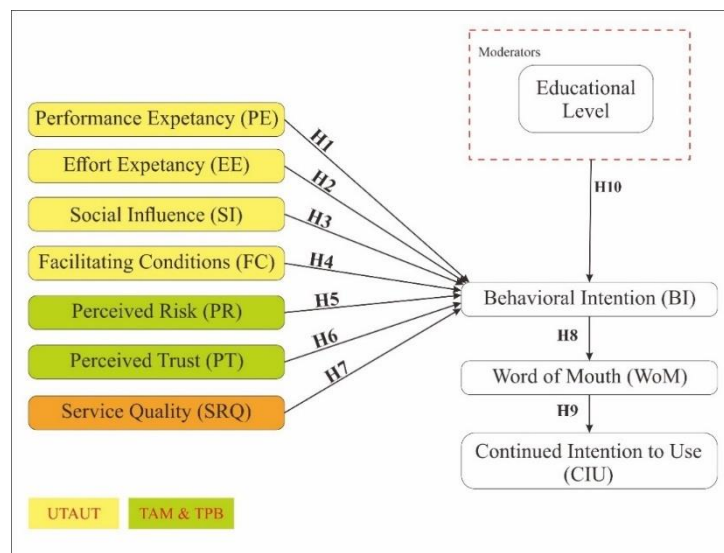 Moderators
Educational
Level
Performance Expetancy (PE)
Effort Expetancy (EE)
Social Influence (SI)
Facilitating Conditions (FC)
Perceived Risk (PR)
Perceived Trust (PT)
Service Quality (SRQ)
H1
H2
H3
H4
H5
H6
H7
H10
Behavioral Intention (BI)
H8
Word of Mouth (WoM)
H9
Continued Intention to Use
(CIU)
UTAUT
TAM & TPB